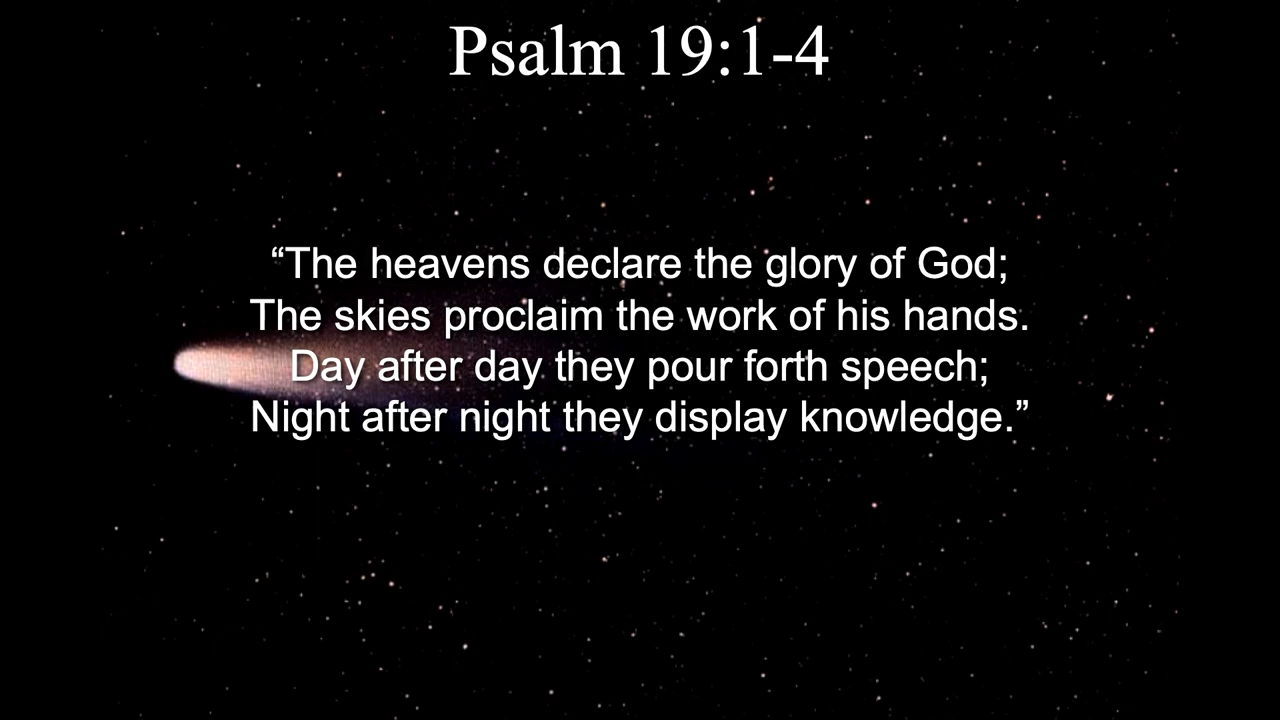 Psalm 19:1-4
“The heavens declare the glory of God;
The skies proclaim the work of his hands.
Day after day they pour forth speech;
Night after night they display knowledge.”